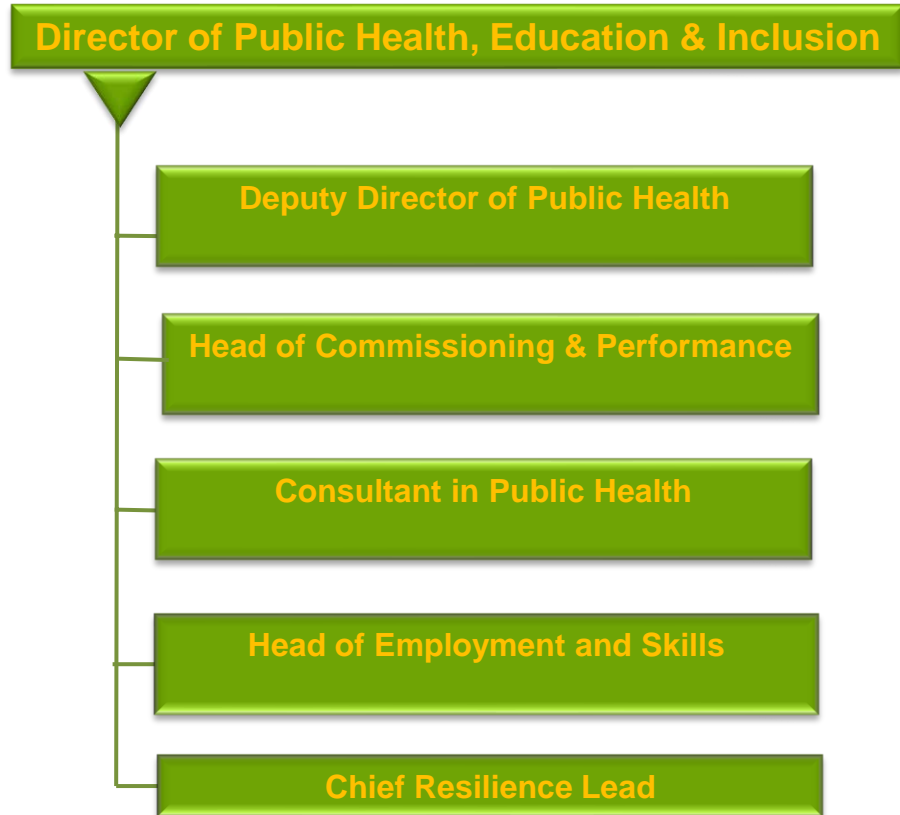 Director of Public Health, Education & Inclusion
Deputy Director of Public Health
Head of Commissioning & Performance
Consultant in Public Health
Head of Employment and Skills
Chief Resilience Lead